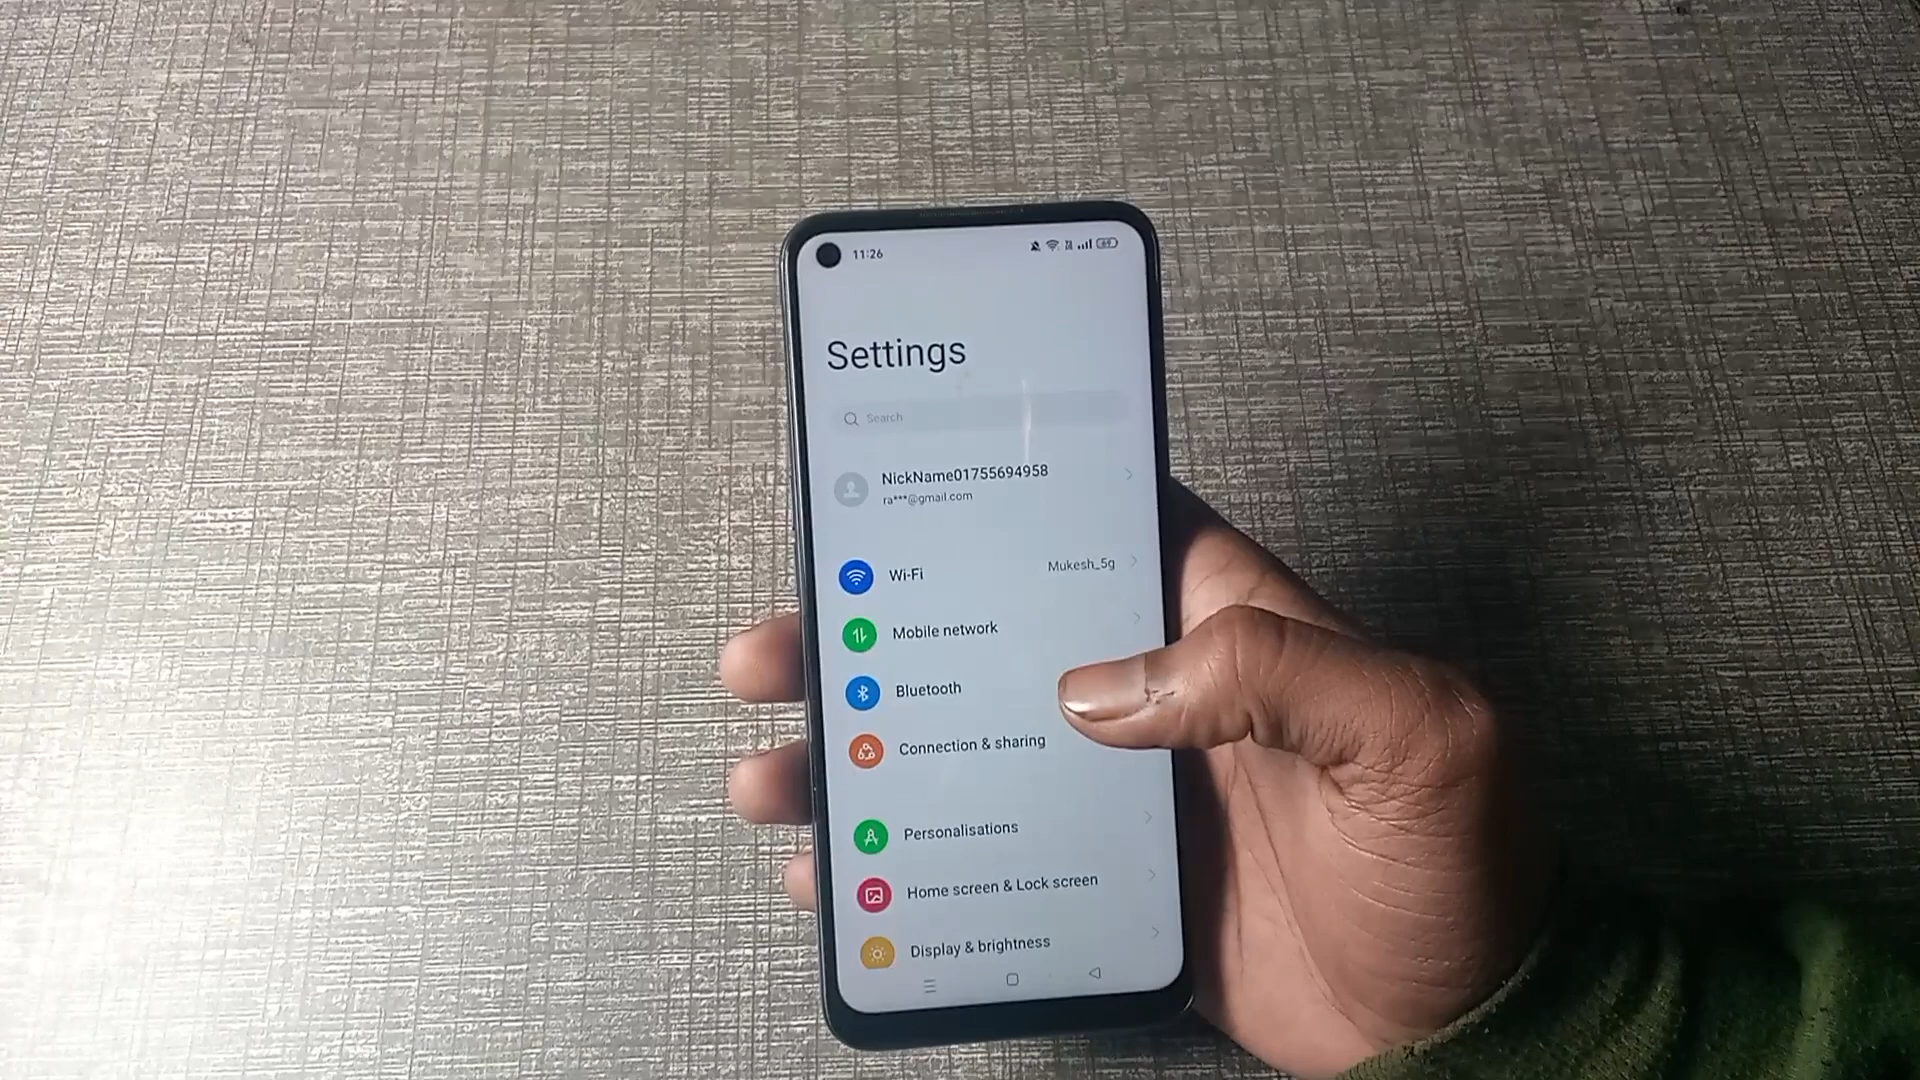 11:26
69
Settings
Search
NickName01755694958
ra***@gmail.com
Wi-Fi
Mukesh_5g
Mobile network
Bluetooth
Connection & sharing
Personalisations
Home screen & Lock screen
Display & brightness